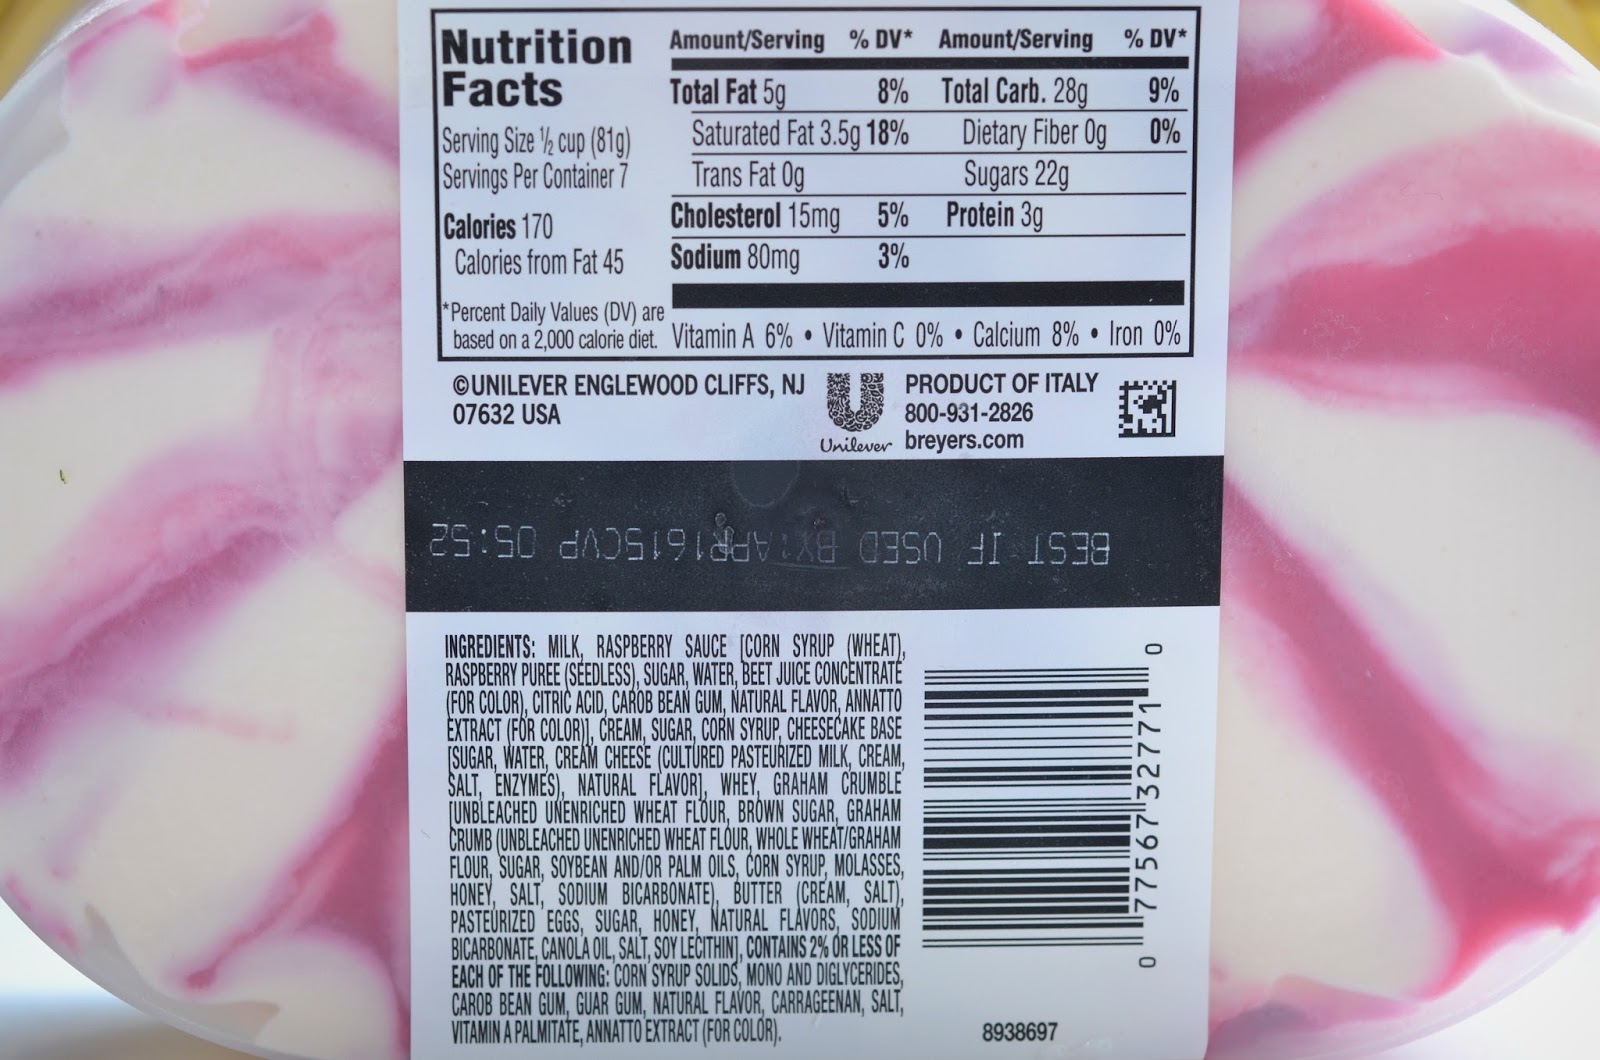 Nutrition
Facts
Serving Size ½ cup (81g)
Servings Per Container 7
Calories 170
Calories from Fat 45
*Percent Daily Values (DV) are
based on a 2,000 calorie diet.
Amount/Serving % DV* Amount/Serving % DV*
Total Fat 5g 8% Total Carb. 28g 9%
Saturated Fat 3.5g 18% Dietary Fiber 0g 0%
Trans Fat 0g Sugars 22g
Cholesterol 15mg 5% Protein 3g
Sodium 80mg 3%
Vitamin A 6% • Vitamin C 0% • Calcium 8% • Iron 0%
©UNILEVER ENGLEWOOD CLIFFS, NJ
07632 USA
Unilever
PRODUCT OF ITALY
800-931-2826
breyers.com
BEST IF USED BY:APR1615CVP 05:52
INGREDIENTS: MILK, RASPBERRY SAUCE [CORN SYRUP (WHEAT),
RASPBERRY PUREE (SEEDLESS), SUGAR, WATER, BEET JUICE CONCENTRATE
(FOR COLOR), CITRIC ACID, CAROB BEAN GUM, NATURAL FLAVOR, ANNATTO
EXTRACT (FOR COLOR)], CREAM, SUGAR, CORN SYRUP, CHEESECAKE BASE
[SUGAR, WATER, CREAM CHEESE (CULTURED PASTEURIZED MILK, CREAM,
SALT, ENZYMES), NATURAL FLAVOR], WHEY, GRAHAM CRUMBLE
[UNBLEACHED UNENRICHED WHEAT FLOUR, BROWN SUGAR, GRAHAM
CRUMB (UNBLEACHED UNENRICHED WHEAT FLOUR, WHOLE WHEAT/GRAHAM
FLOUR, SUGAR, SOYBEAN AND/OR PALM OILS, CORN SYRUP, MOLASSES,
HONEY, SALT, SODIUM BICARBONATE), BUTTER (CREAM, SALT),
PASTEURIZED EGGS, SUGAR, HONEY, NATURAL FLAVORS, SODIUM
BICARBONATE, CANOLA OIL, SALT, SOY LECITHIN], CONTAINS 2% OR LESS OF
EACH OF THE FOLLOWING: CORN SYRUP SOLIDS, MONO AND DIGLYCERIDES,
CAROB BEAN GUM, GUAR GUM, NATURAL FLAVOR, CARRAGEENAN, SALT,
VITAMIN A PALMITATE, ANNATTO EXTRACT (FOR COLOR).
0 77567 32771 0
8938697